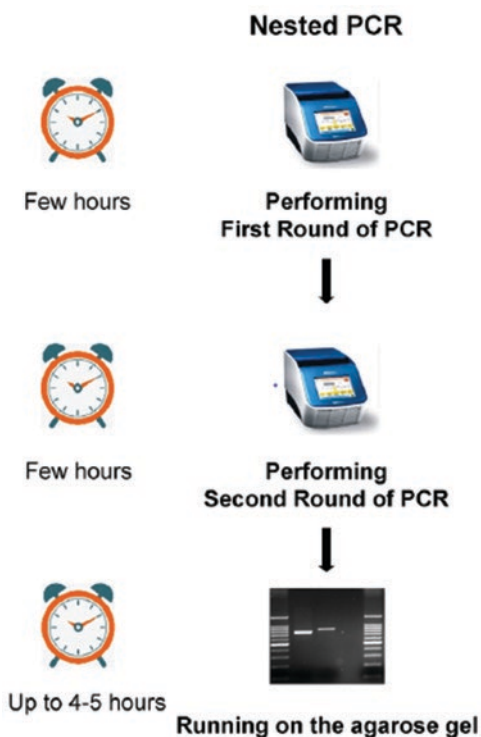 Nested PCR
Few hours
Performing
First Round of PCR
Few hours
Performing
Second Round of PCR
Up to 4-5 hours
Running on the agarose gel